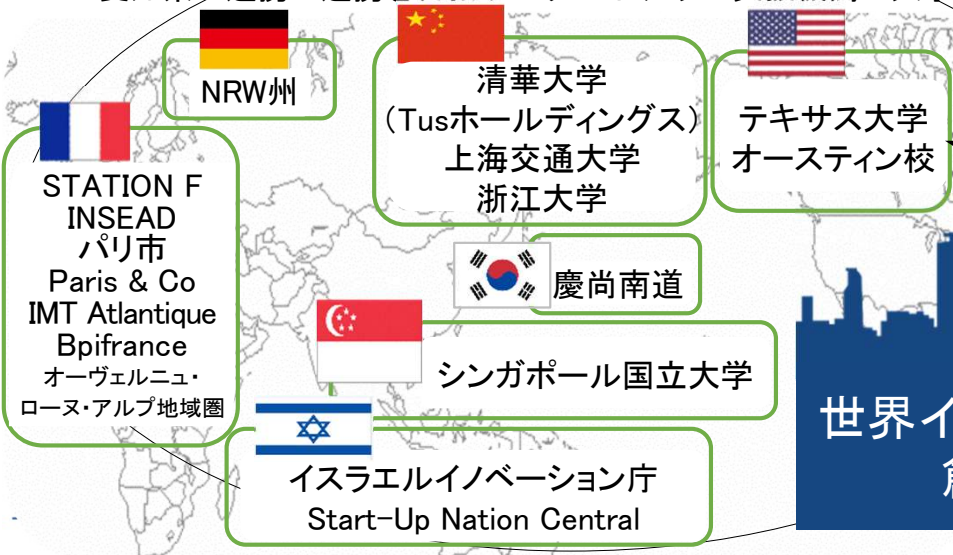 NRW州
清華大学
(Tusホールディングス)
上海交通大学
浙江大学
テキサス大学
オースティン校
STATION F
INSEAD
パリ市
Paris & Co
IMT Atlantique
Bpifrance
オーヴェルニュ・
ローヌ・アルプ地域圏
慶尚南道
シンガポール国立大学
イスラエルイノベーション庁
Start-Up Nation Central
世界イ